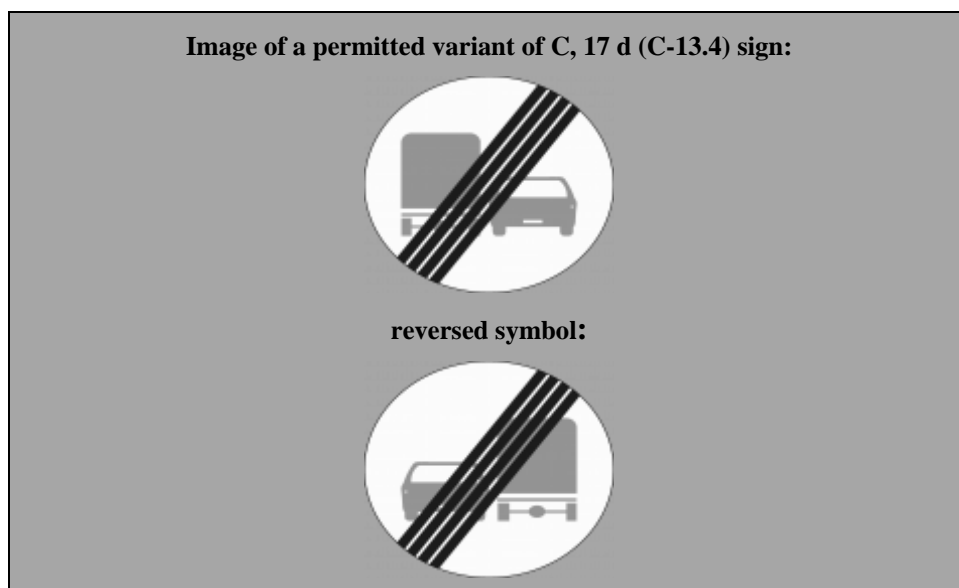 Image of a permitted variant of C, 17 d (C-13.4) sign:
reversed symbol: